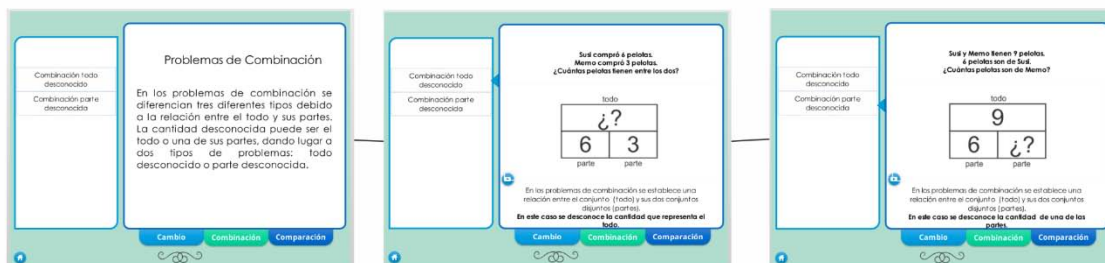 Combinación todo
desconocido
Combinación parte
desconocida
Problemas de Combinación
En los problemas de combinación se
diferencian tres diferentes tipos debido
a la relación entre el todo y sus partes.
La cantidad desconocida puede ser el
todo o una de sus partes, dando lugar a
dos tipos de problemas: todo
desconocido o parte desconocida.
Cambio Combinación Comparación
Combinación todo
desconocido
Combinación parte
desconocida
Susi compró 6 pelotas.
Memo compró 3 pelotas.
¿Cuántas pelotas tienen entre los dos?
todo
¿?
6 3
parte parte
En los problemas de combinación se establece una
relación entre el conjunto (todo) y sus dos conjuntos
disjuntos (partes).
En este caso se desconoce la cantidad que representa el
todo.
Cambio Combinación Comparación
Combinación todo
desconocido
Combinación parte
desconocida
Susi y Memo tienen 9 pelotas.
6 pelotas son de Susi.
¿Cuántas pelotas son de Memo?
todo
9
6 ¿?
parte parte
En los problemas de combinación se establece una
relación entre el conjunto (todo) y sus dos conjuntos
disjuntos (partes).
En este caso se desconoce la cantidad de una de las
partes.
Cambio Combinación Comparación